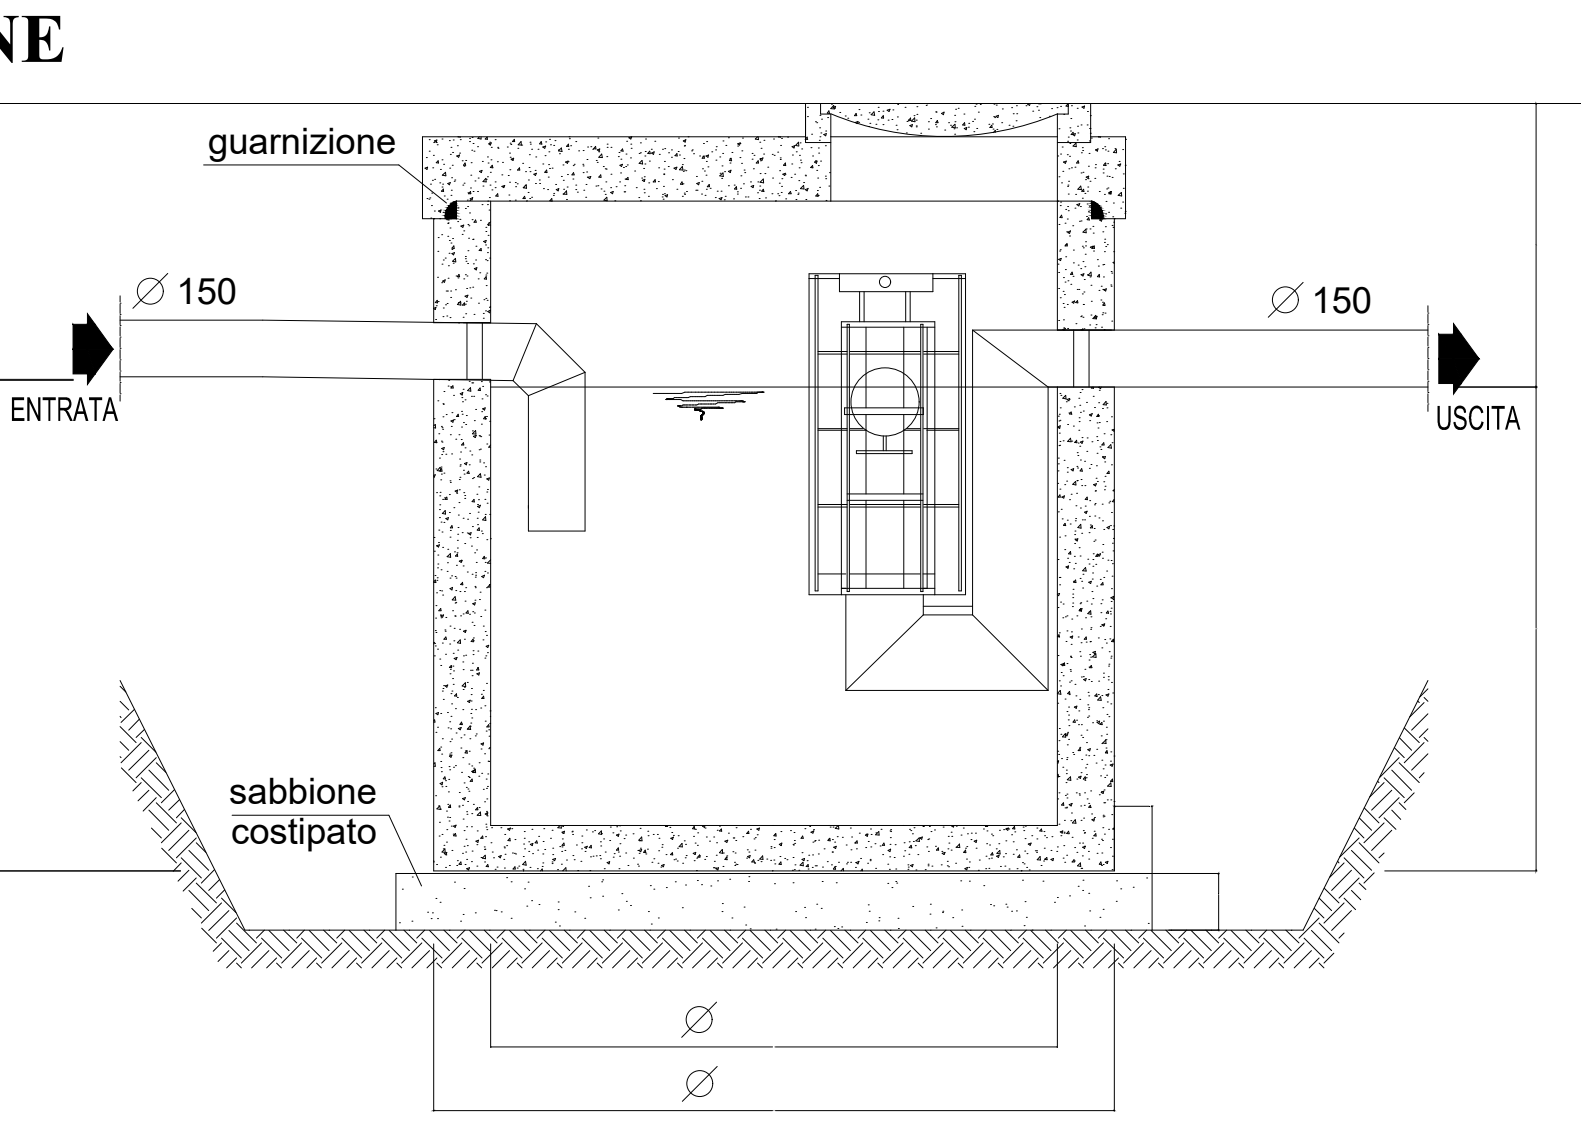 NE
guarnizione
∅ 150
∅ 150
ENTRATA
USCITA
sabbione
costipato
∅
∅